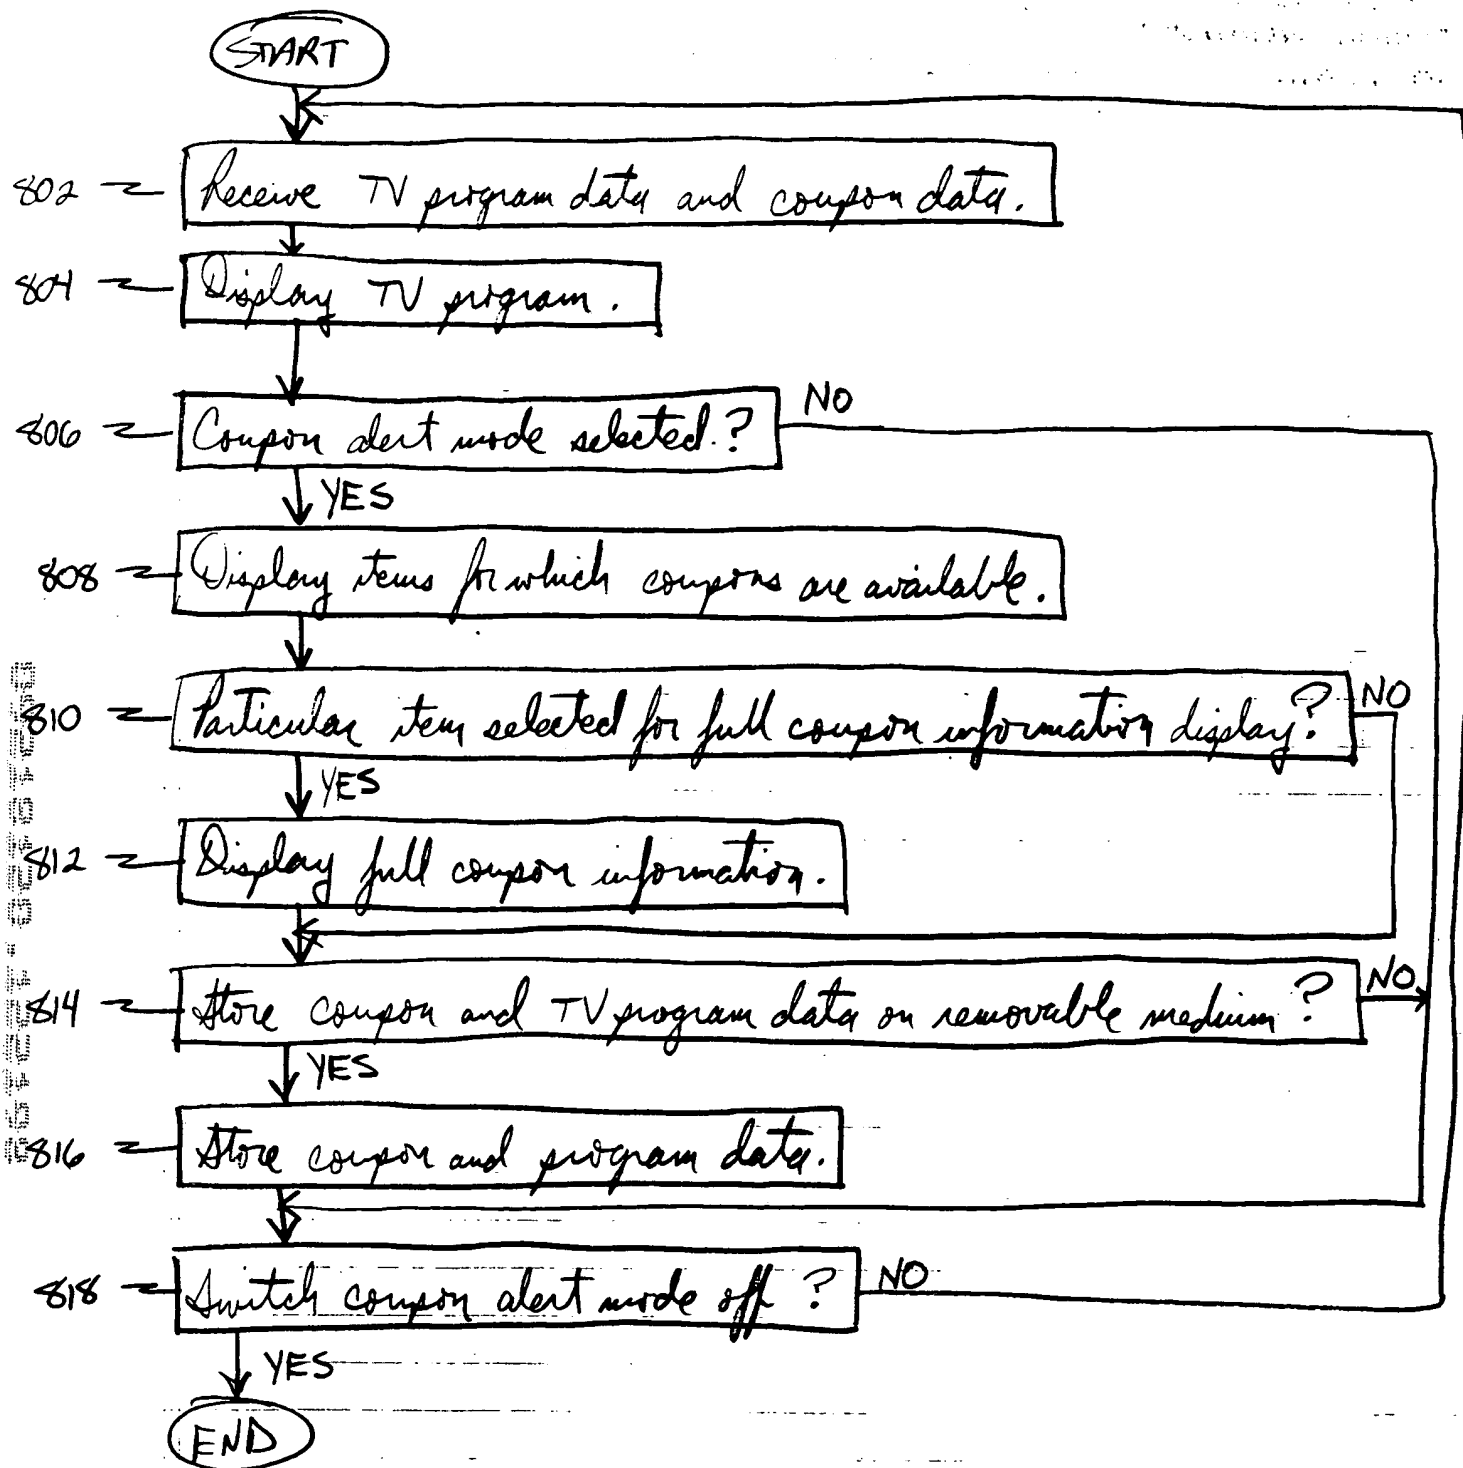 START
802 Receive TV program data and coupon data.
804 Display TV program.
806 Coupon alert mode selected.? NO
YES
808 Display items for which coupons are available.
810 Particular item selected for full coupon information display? NO
YES
812 Display full coupon information.
814 Store coupon and TV program data on removable medium? NO
YES
816 Store coupon and program data.
818 Switch coupon alert mode off? NO
YES
END